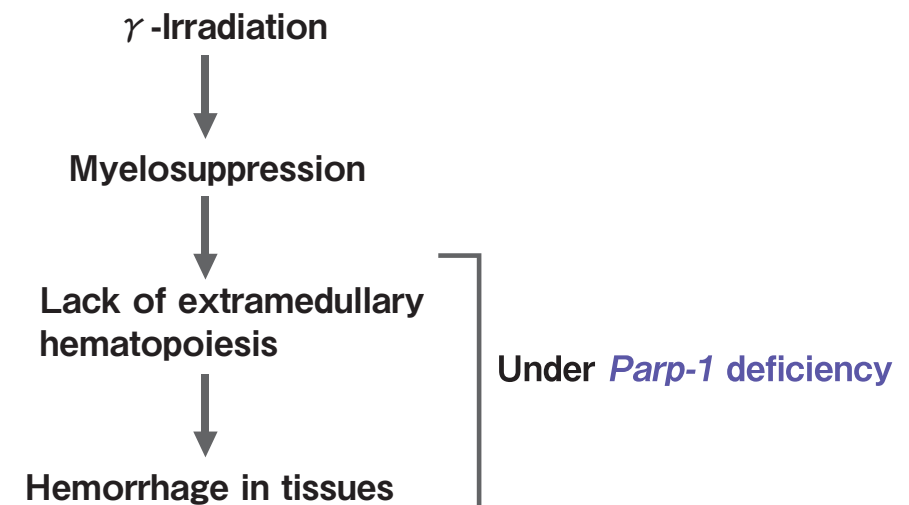 γ-Irradiation
Myelosuppression
Lack of extramedullary
hematopoiesis
Under Parp-1 deficiency
Hemorrhage in tissues